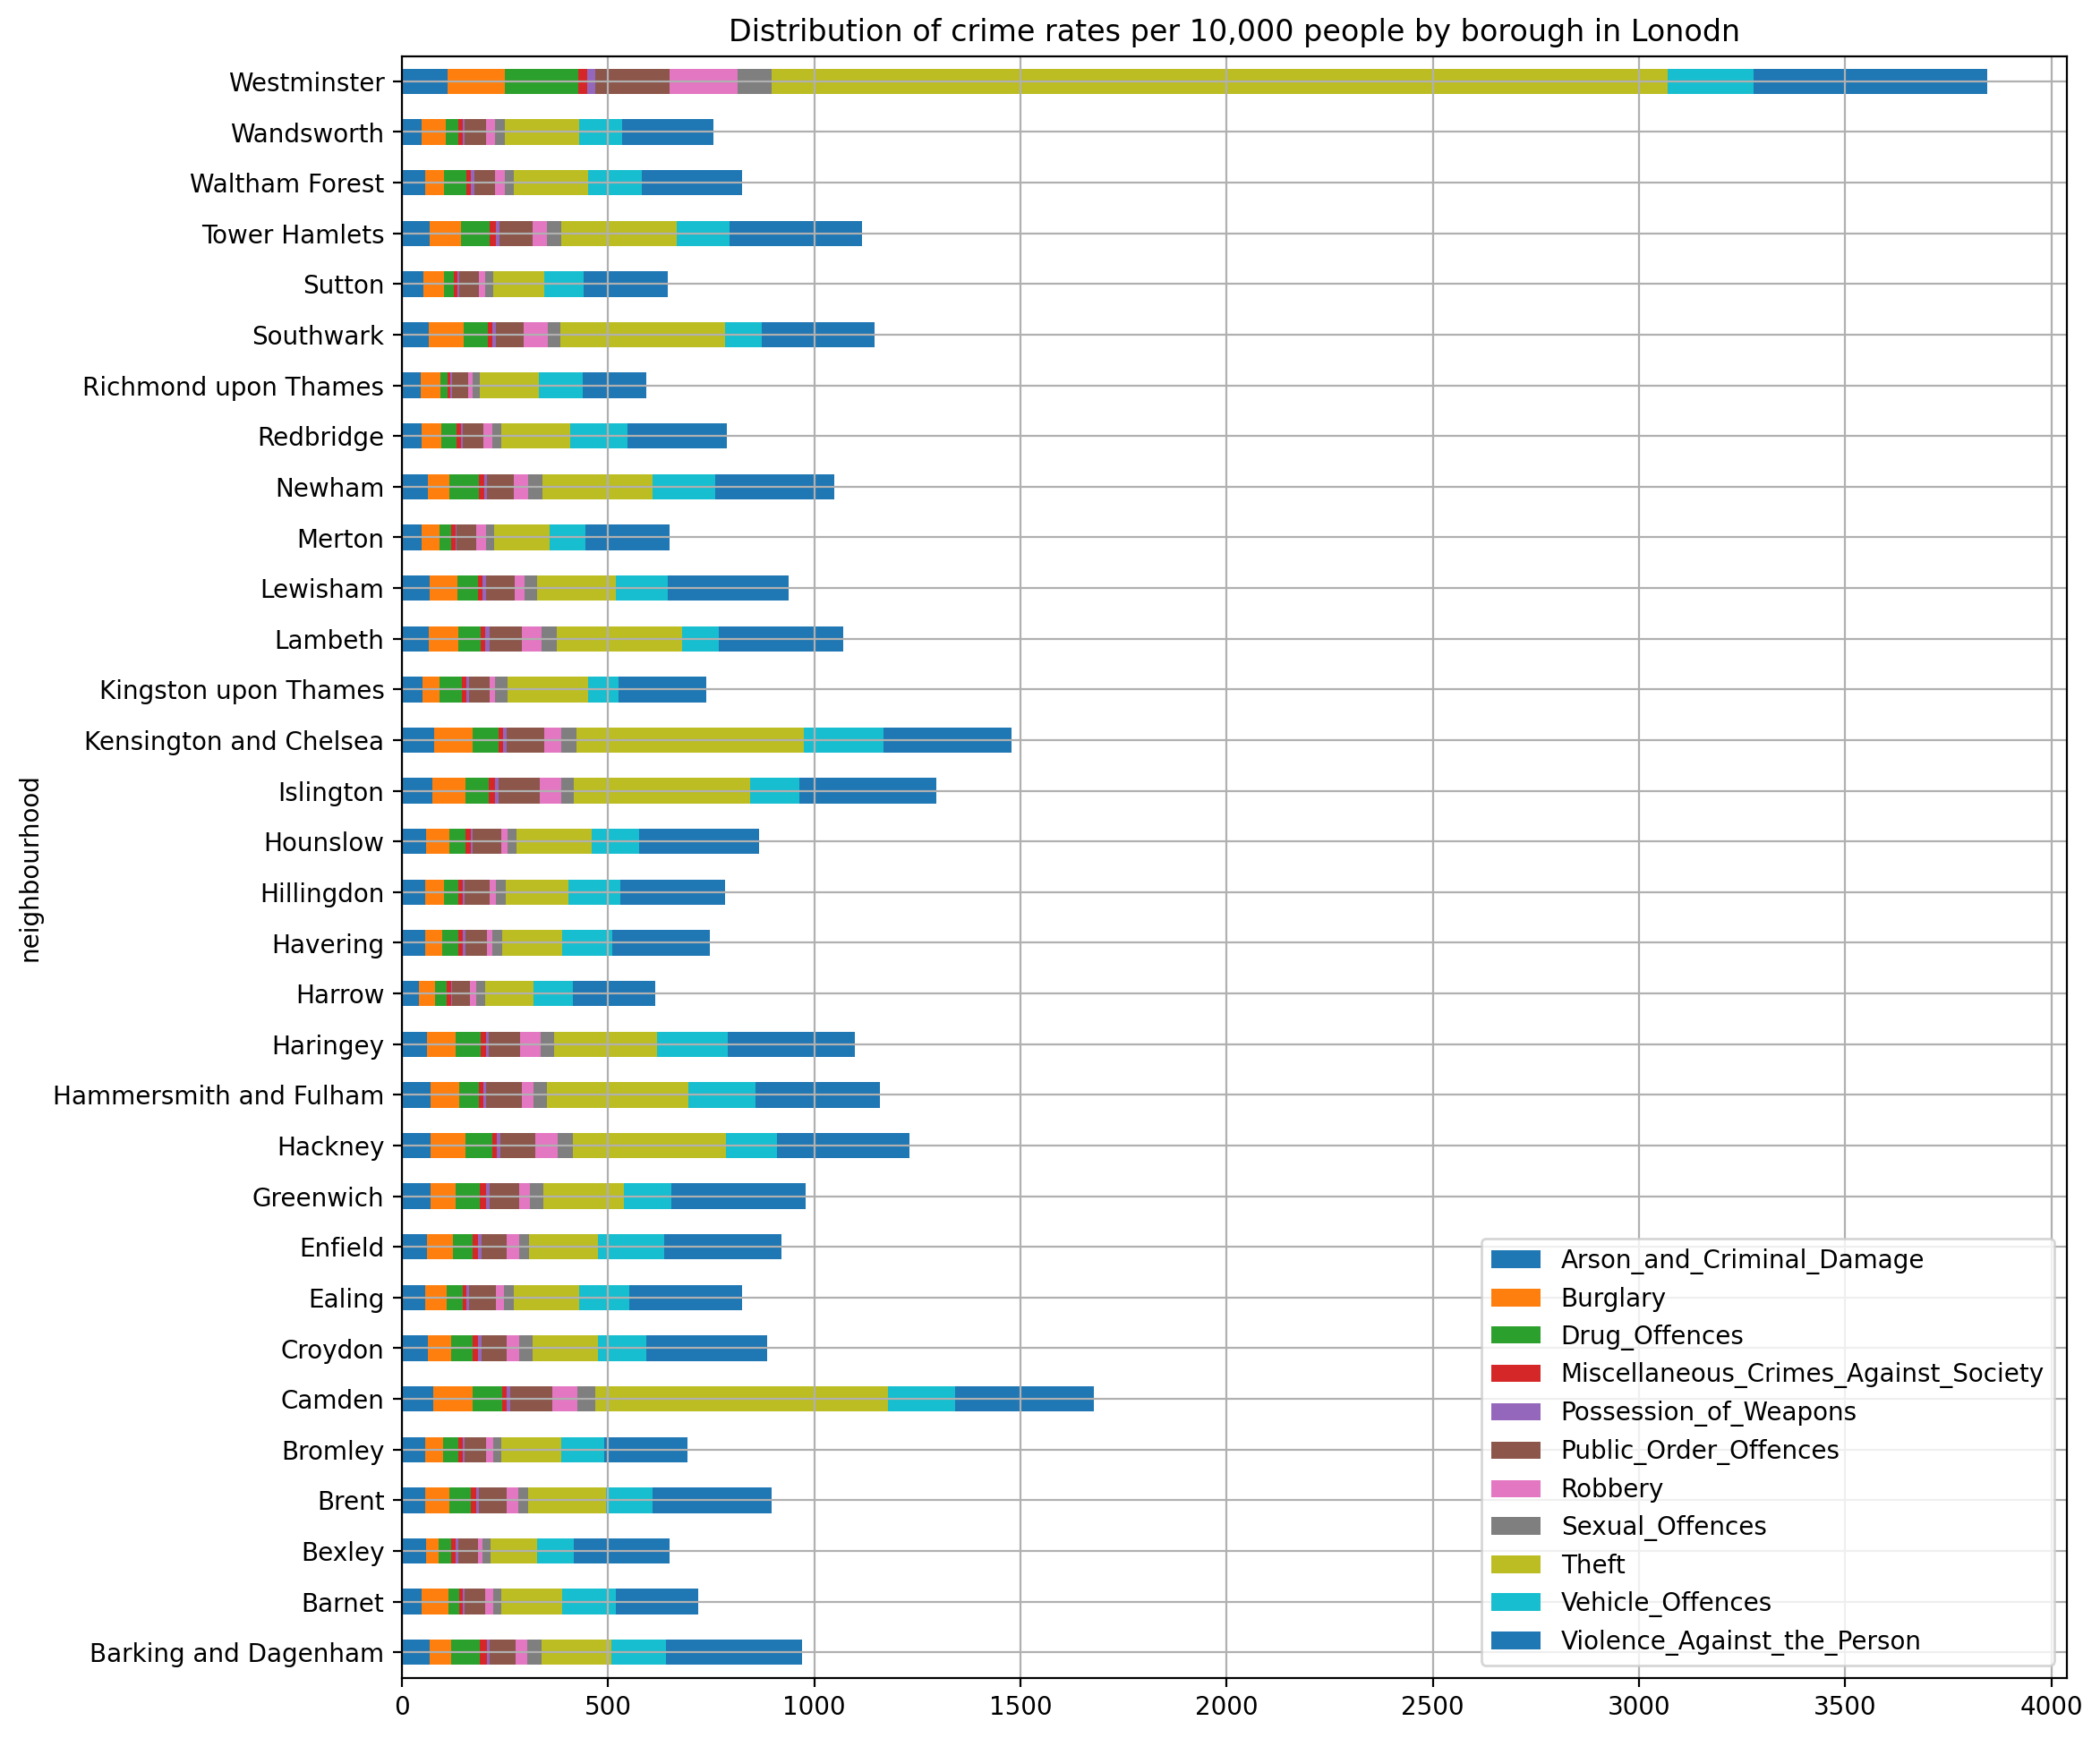 Distribution of crime rates per 10,000 people by borough in Lonodn
neighbourhood
Westminster
Wandsworth
Waltham Forest
Tower Hamlets
Sutton
Southwark
Richmond upon Thames
Redbridge
Newham
Merton
Lewisham
Lambeth
Kingston upon Thames
Kensington and Chelsea
Islington
Hounslow
Hillingdon
Havering
Harrow
Haringey
Hammersmith and Fulham
Hackney
Greenwich
Enfield
Ealing
Croydon
Camden
Bromley
Brent
Bexley
Barnet
Barking and Dagenham
0 500 1000 1500 2000 2500 3000 3500 4000
Arson_and_Criminal_Damage
Burglary
Drug_Offences
Miscellaneous_Crimes_Against_Society
Possession_of_Weapons
Public_Order_Offences
Robbery
Sexual_Offences
Theft
Vehicle_Offences
Violence_Against_the_Person